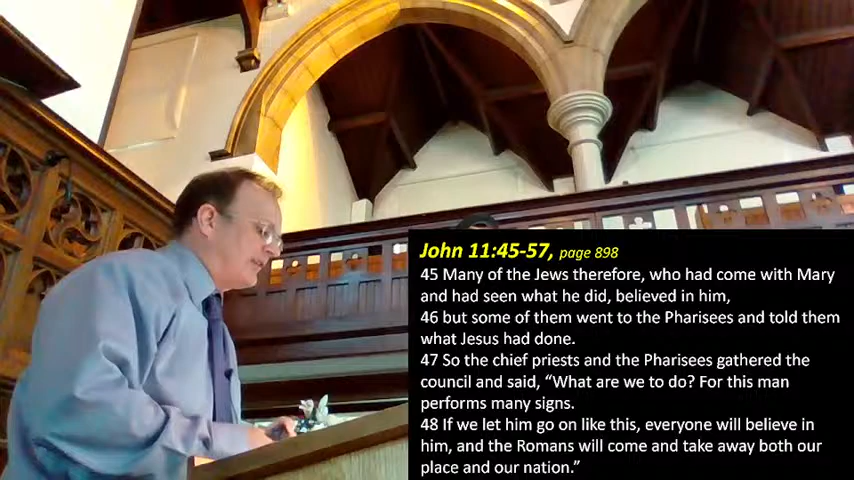 John 11:45-57, page 898
45 Many of the Jews therefore, who had come with Mary
and had seen what he did, believed in him,
46 but some of them went to the Pharisees and told them
what Jesus had done.
47 So the chief priests and the Pharisees gathered the
council and said, “What are we to do? For this man
performs many signs.
48 If we let him go on like this, everyone will believe in
him, and the Romans will come and take away both our
place and our nation.”